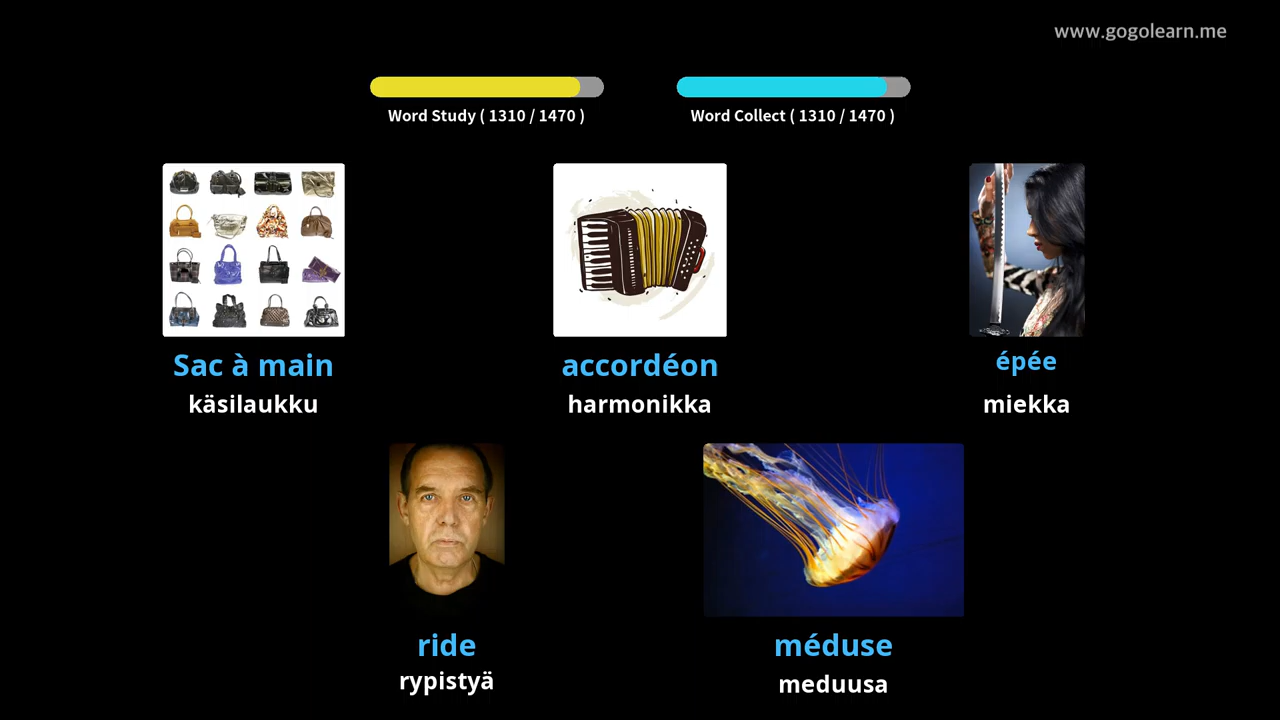 www.gogolearn.me
Word Study ( 1310 / 1470 )
Word Collect ( 1310 / 1470 )
Sac à main
accordéon
épée
käsilaukku
harmonikka
miekka
ride
méduse
rypistyä
meduusa